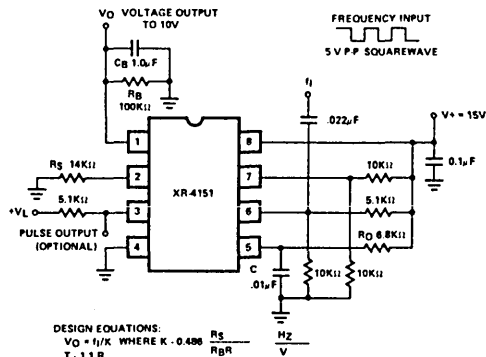 VO VOLTAGE OUTPUT
TO 10V
FREQUENCY INPUT
5 V P-P SQUAREWAVE
CB 1.0µF
RB
100KΩ
fI
.022µF
V+ = 15V
0.1µF
1
8
RS 14KΩ
2
7
10KΩ
XR-4151
5.1KΩ
+VL
3
6
5.1KΩ
PULSE OUTPUT
(OPTIONAL)
4
5
RO 6.8KΩ
C
.01µF
10KΩ
10KΩ
DESIGN EQUATIONS:
VO = fI/K WHERE K - 0.486 RS/RBR Hz/V